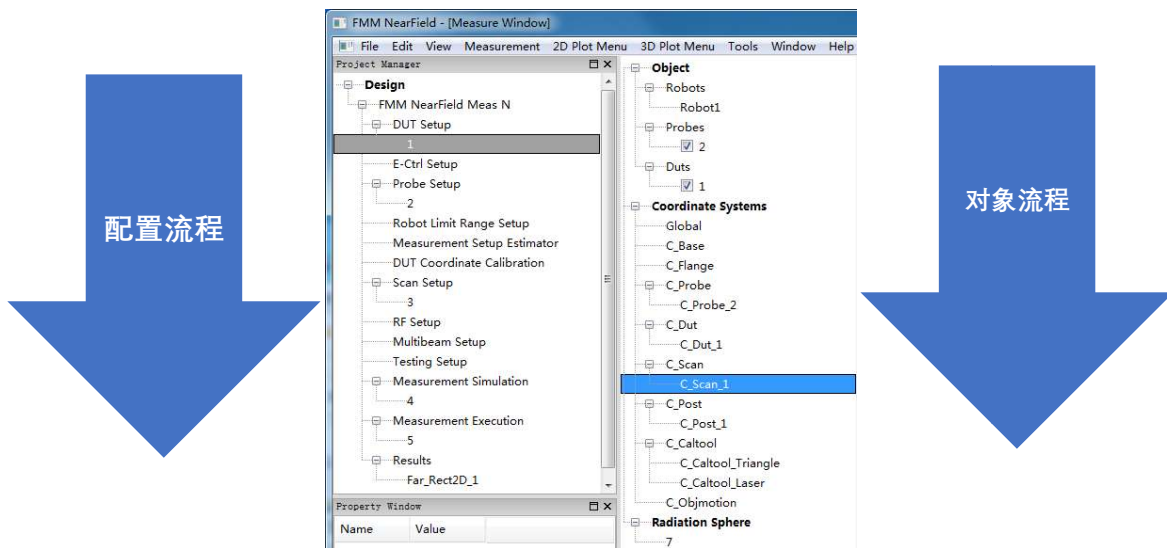 配置流程
FMM NearField - [Measure Window]
File Edit View Measurement 2D Plot Menu 3D Plot Menu Tools Window Help
Project Manager
Design
FMM NearField Meas N
DUT Setup
1
E-Ctrl Setup
Probe Setup
2
Robot Limit Range Setup
Measurement Setup Estimator
DUT Coordinate Calibration
Scan Setup
3
RF Setup
Multibeam Setup
Testing Setup
Measurement Simulation
4
Measurement Execution
5
Results
Far_Rect2D_1
Property Window
Name Value
Object
Robots
Robot1
Probes
2
Duts
1
Coordinate Systems
Global
C_Base
C_Flange
C_Probe
C_Probe_2
C_Dut
C_Dut_1
C_Scan
C_Scan_1
C_Post
C_Post_1
C_Caltool
C_Caltool_Triangle
C_Caltool_Laser
C_Objmotion
Radiation Sphere
7
对象流程